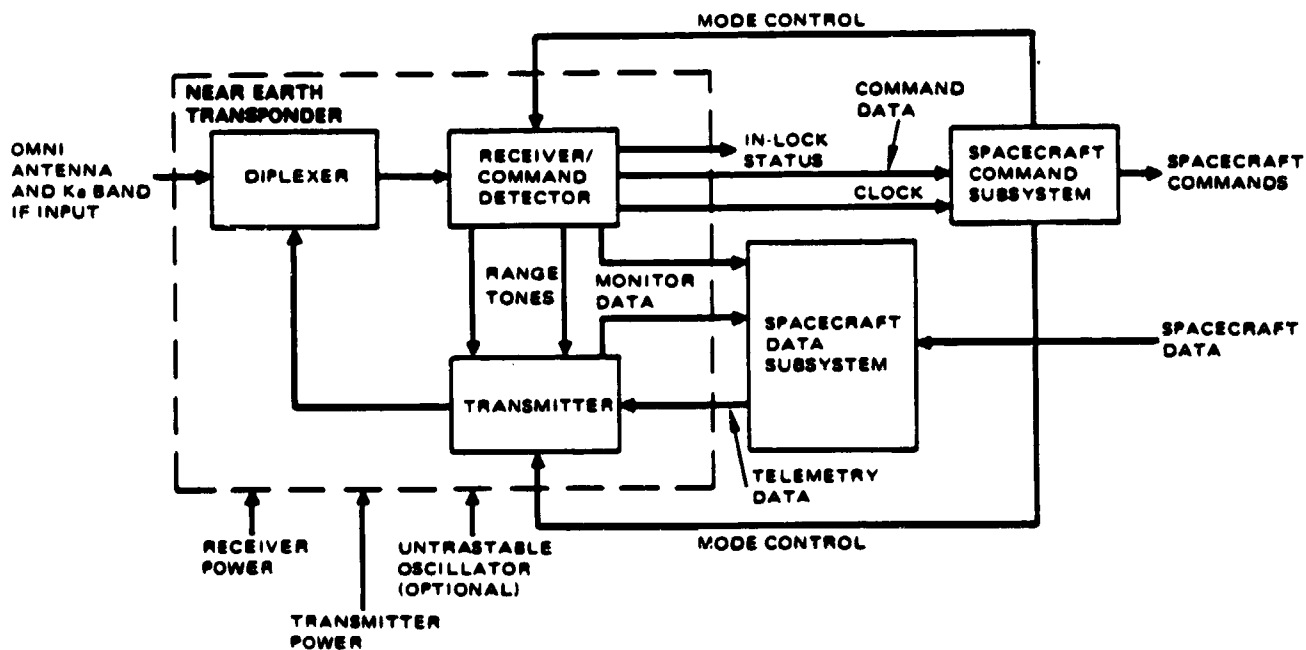 MODE CONTROL
NEAR EARTH
TRANSPONDER
COMMAND
DATA
OMNI
ANTENNA
AND Ka BAND
IF INPUT
DIPLEXER
RECEIVER/
COMMAND
DETECTOR
IN-LOCK
STATUS
CLOCK
SPACECRAFT
COMMAND
SUBSYSTEM
SPACECRAFT
COMMANDS
RANGE
TONES
MONITOR
DATA
SPACECRAFT
DATA
SUBSYSTEM
SPACECRAFT
DATA
TRANSMITTER
TELEMETRY
DATA
MODE CONTROL
RECEIVER
POWER
TRANSMITTER
POWER
UNTRASTABLE
OSCILLATOR
(OPTIONAL)